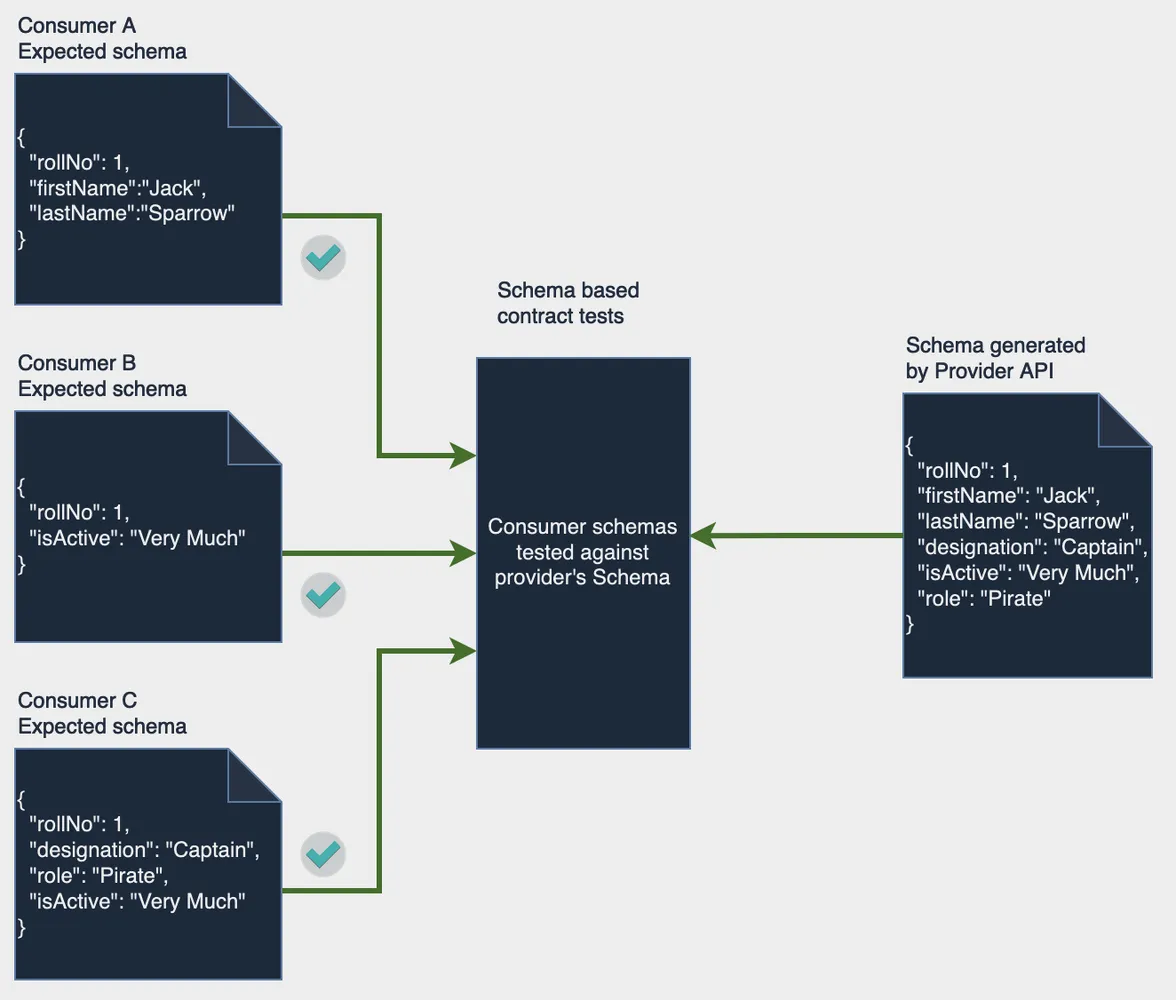 Consumer A
Expected schema
{
"rollNo": 1,
"firstName":"Jack",
"lastName":"Sparrow"
}
Consumer B
Expected schema
{
"rollNo": 1,
"isActive": "Very Much"
}
Consumer C
Expected schema
{
"rollNo": 1,
"designation": "Captain",
"role": "Pirate",
"isActive": "Very Much"
}
Schema based
contract tests
Consumer schemas
tested against
provider's Schema
Schema generated
by Provider API
{
"rollNo": 1,
"firstName": "Jack",
"lastName": "Sparrow",
"designation": "Captain",
"isActive": "Very Much",
"role": "Pirate"
}